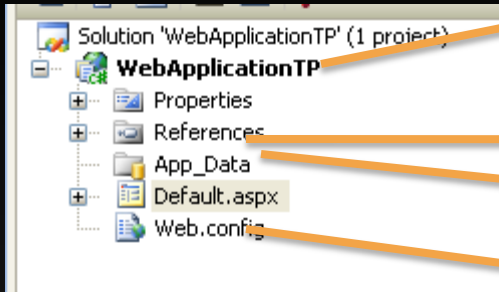 Solution 'WebApplicationTP' (1 project)
WebApplicationTP
Properties
References
App_Data
Default.aspx
Web.config